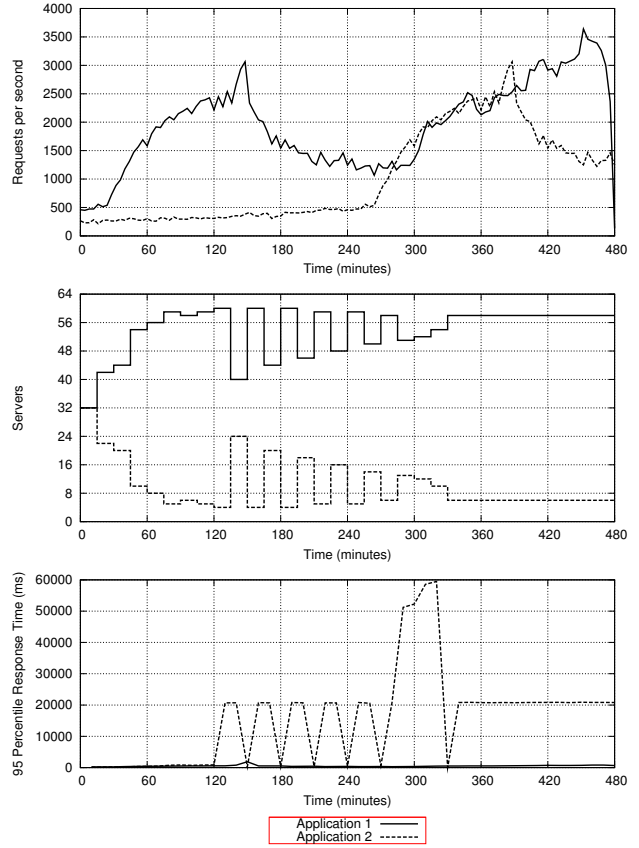 4000
3500
3000
2500
2000
1500
1000
500
0
Requests per second
0 60 120 180 240 300 360 420 480
Time (minutes)
64
56
48
40
32
24
16
8
0
Servers
0 60 120 180 240 300 360 420 480
Time (minutes)
60000
50000
40000
30000
20000
10000
0
95 Percentile Response Time (ms)
0 60 120 180 240 300 360 420 480
Time (minutes)
Application 1
Application 2